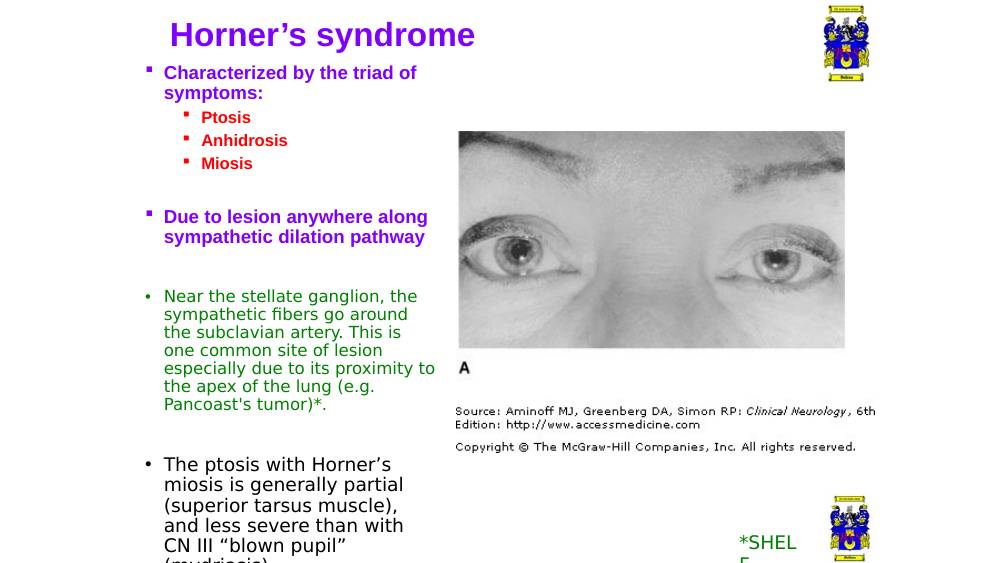 Horner’s syndrome
Characterized by the triad of
symptoms:
Ptosis
Anhidrosis
Miosis
Due to lesion anywhere along
sympathetic dilation pathway
Near the stellate ganglion, the
sympathetic fibers go around
the subclavian artery. This is
one common site of lesion
especially due to its proximity to
the apex of the lung (e.g.
Pancoast's tumor)*.
The ptosis with Horner’s
miosis is generally partial
(superior tarsus muscle),
and less severe than with
CN III “blown pupil”
(mydriasis)
A
Source: Aminoff MJ, Greenberg DA, Simon RP: Clinical Neurology, 6th
Edition: http://www.accessmedicine.com
Copyright © The McGraw-Hill Companies, Inc. All rights reserved.
*SHEL
F